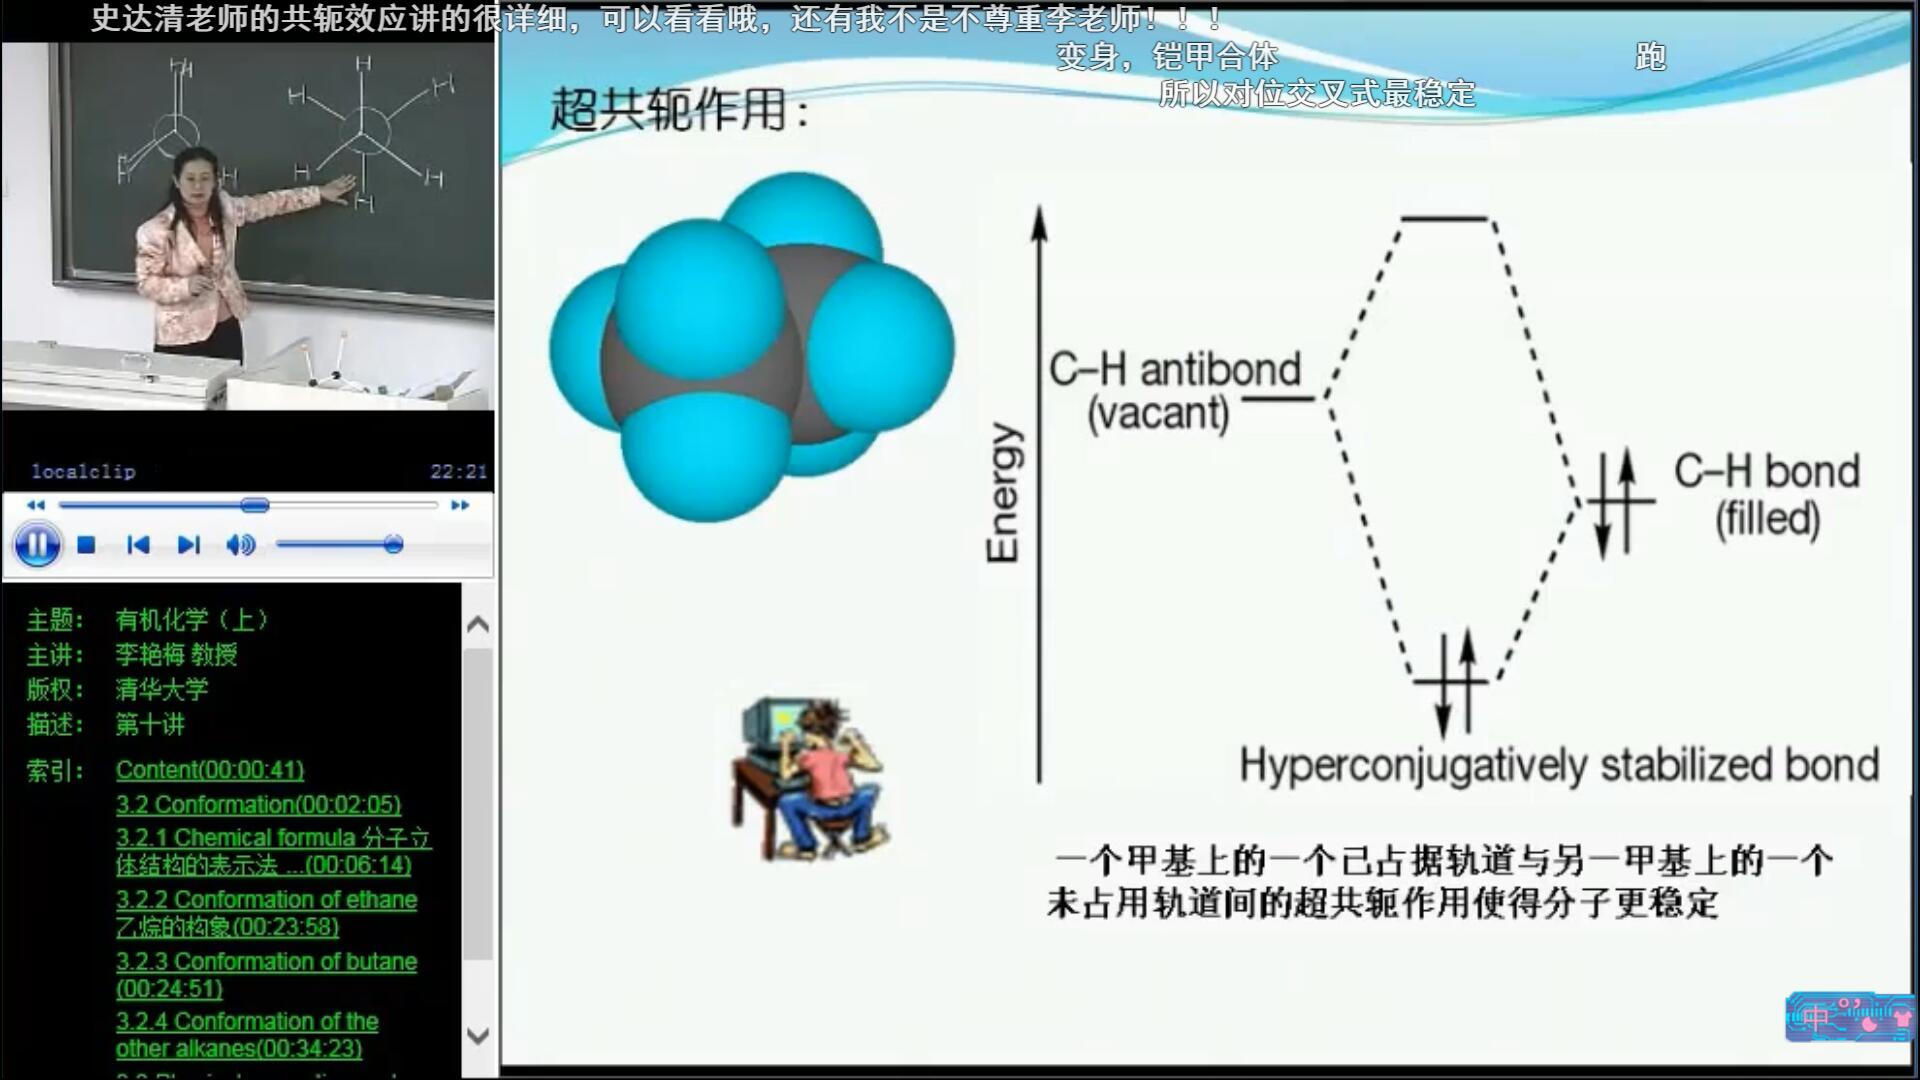 史达清老师的共轭效应讲的很详细，可以看看哦，还有我不是不尊重李老师！！！
变身，铠甲合体
跑
所以对位交叉式最稳定
超共轭作用：
H
H
H
H
H
H
H
H
H
H
H
C–H antibond
(vacant)
C–H bond
(filled)
Energy
Hyperconjugatively stabilized bond
一个甲基上的一个已占据轨道与另一甲基上的一个
未占用轨道间的超共轭作用使得分子更稳定
localclip
22:21
主题：
有机化学（上）
主讲：
李艳梅 教授
版权：
清华大学
描述：
第十讲
索引：
Content(00:00:41)
3.2 Conformation(00:02:05)
3.2.1 Chemical formula 分子立
体结构的表示法 ...(00:06:14)
3.2.2 Conformation of ethane
乙烷的构象(00:23:58)
3.2.3 Conformation of butane
(00:24:51)
3.2.4 Conformation of the
other alkanes(00:34:23)
中